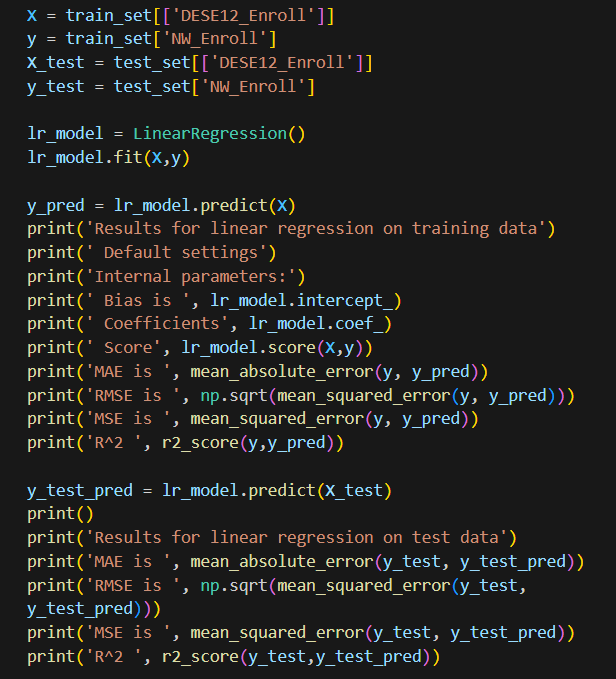 X = train_set[['DESE12_Enroll']]
y = train_set['NW_Enroll']
X_test = test_set[['DESE12_Enroll']]
y_test = test_set['NW_Enroll']
lr_model = LinearRegression()
lr_model.fit(X,y)
y_pred = lr_model.predict(X)
print('Results for linear regression on training data')
print(' Default settings')
print('Internal parameters:')
print(' Bias is ', lr_model.intercept_)
print(' Coefficients', lr_model.coef_)
print(' Score', lr_model.score(X,y))
print('MAE is ', mean_absolute_error(y, y_pred))
print('RMSE is ', np.sqrt(mean_squared_error(y, y_pred)))
print('MSE is ', mean_squared_error(y, y_pred))
print('R^2 ', r2_score(y,y_pred))
y_test_pred = lr_model.predict(X_test)
print()
print('Results for linear regression on test data')
print('MAE is ', mean_absolute_error(y_test, y_test_pred))
print('RMSE is ', np.sqrt(mean_squared_error(y_test,
y_test_pred)))
print('MSE is ', mean_squared_error(y_test, y_test_pred))
print('R^2 ', r2_score(y_test,y_test_pred))